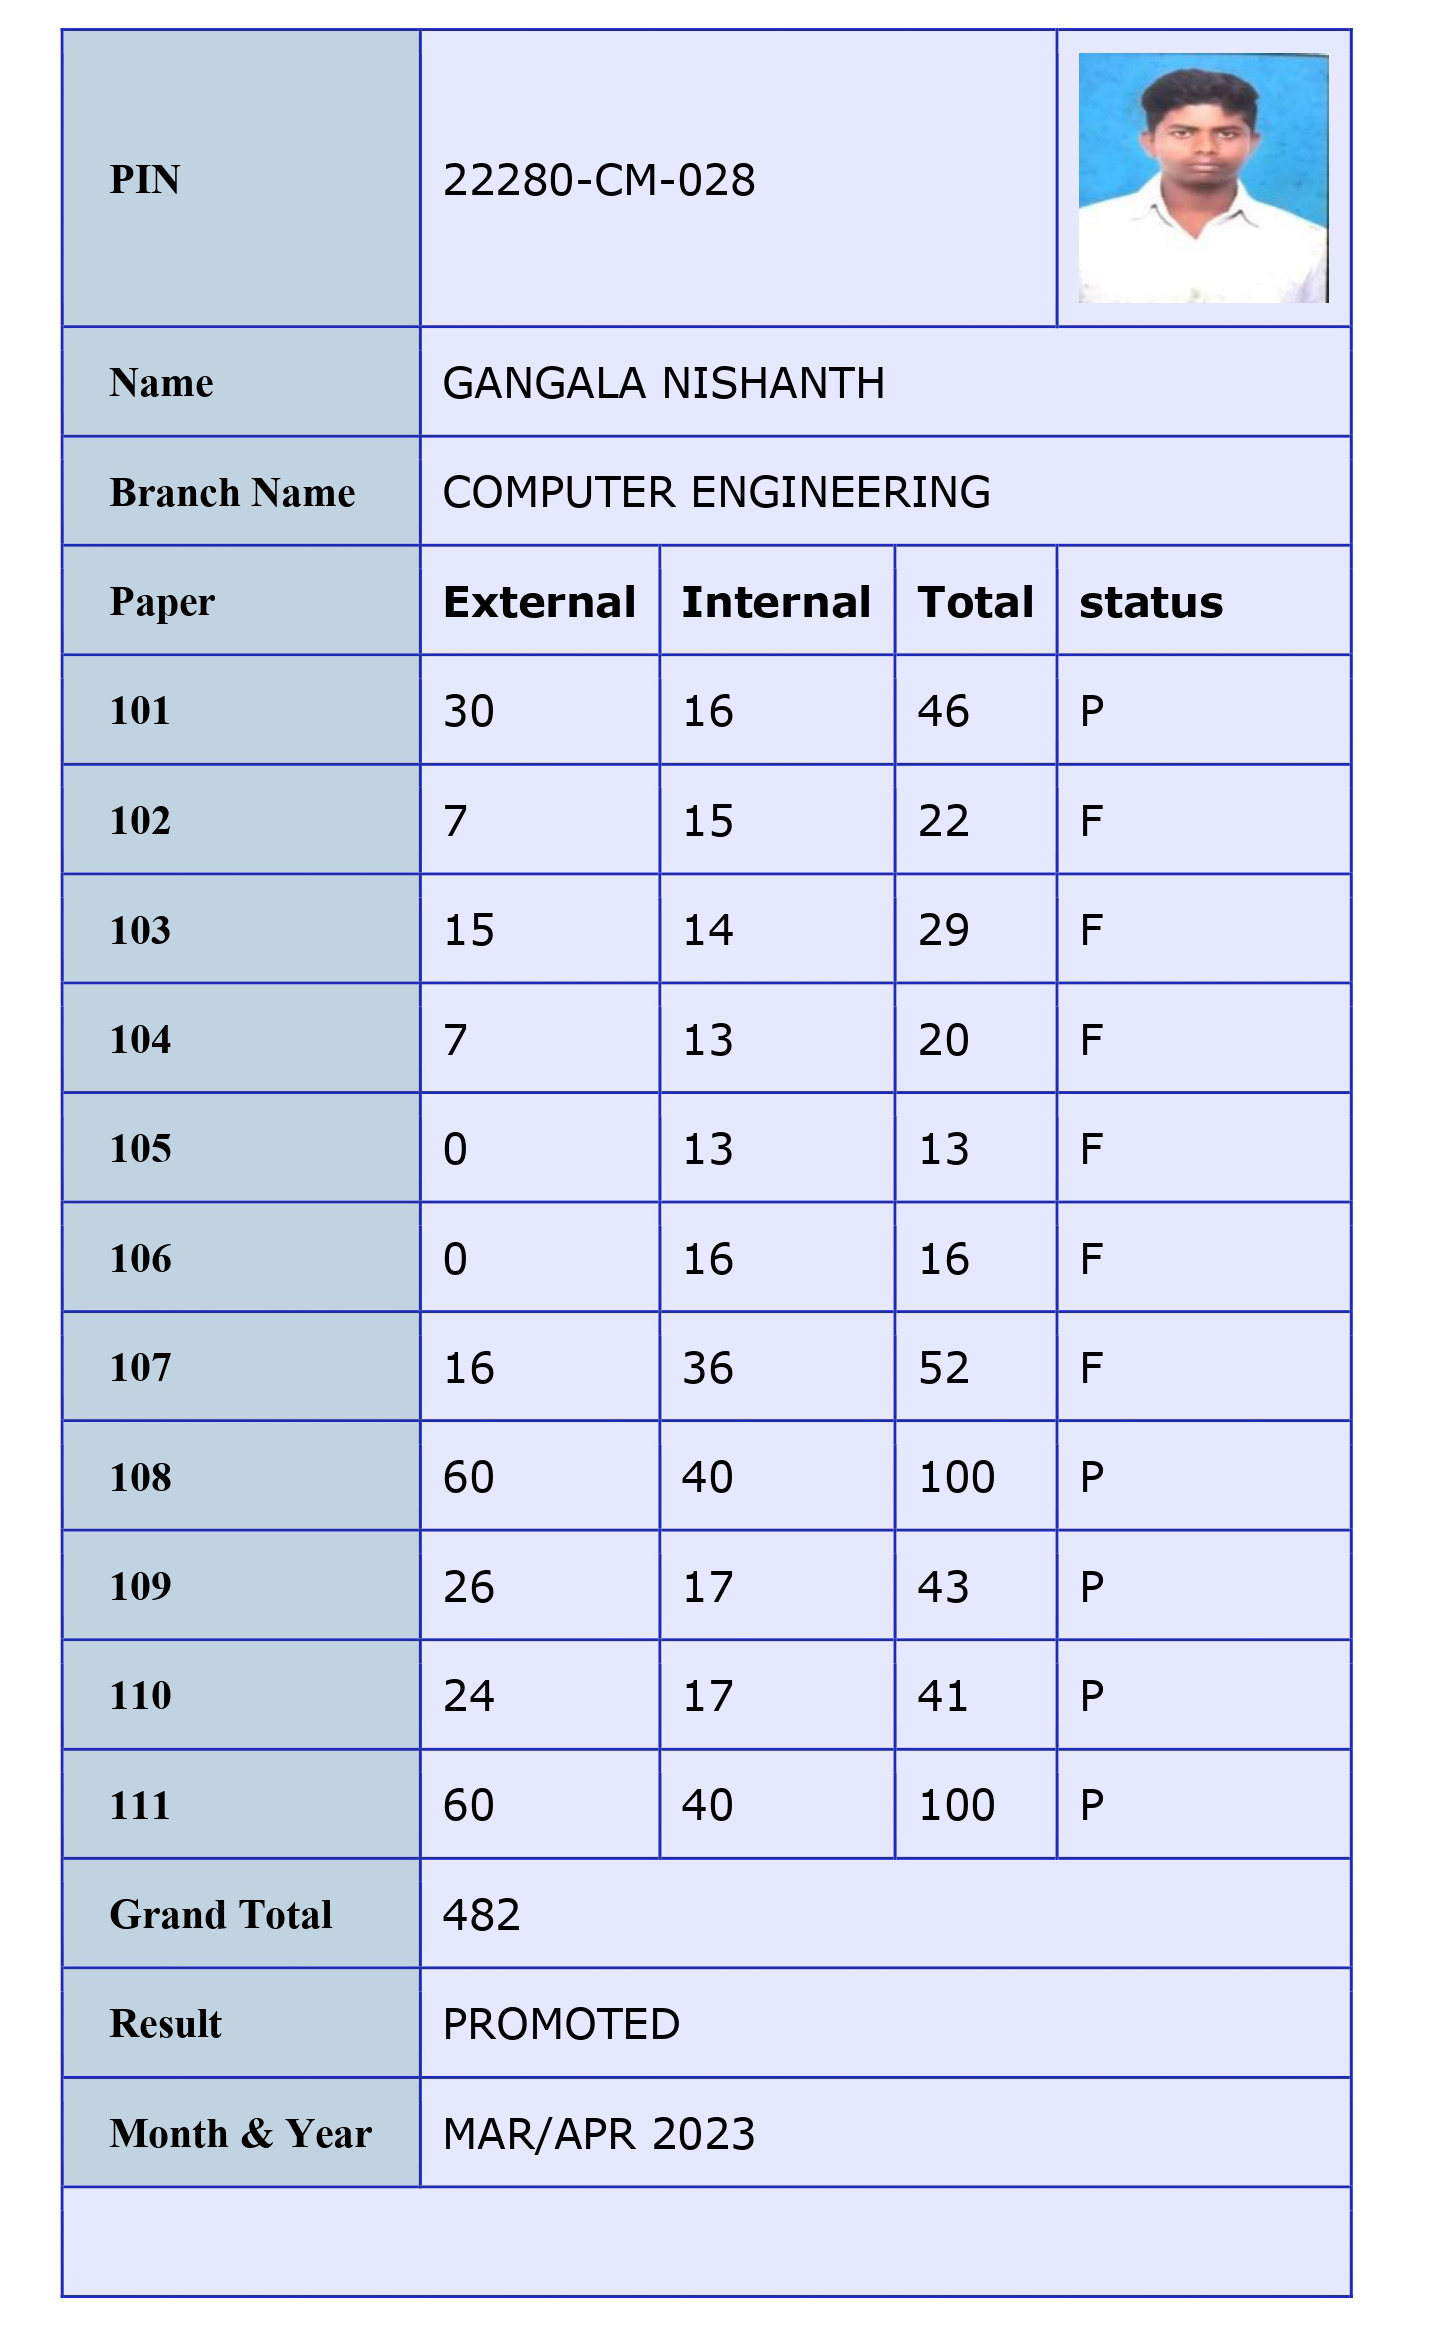 PIN 22280-CM-028
Name GANGALA NISHANTH
Branch Name COMPUTER ENGINEERING
Paper External Internal Total status
101 30 16 46 P
102 7 15 22 F
103 15 14 29 F
104 7 13 20 F
105 0 13 13 F
106 0 16 16 F
107 16 36 52 F
108 60 40 100 P
109 26 17 43 P
110 24 17 41 P
111 60 40 100 P
Grand Total 482
Result PROMOTED
Month & Year MAR/APR 2023